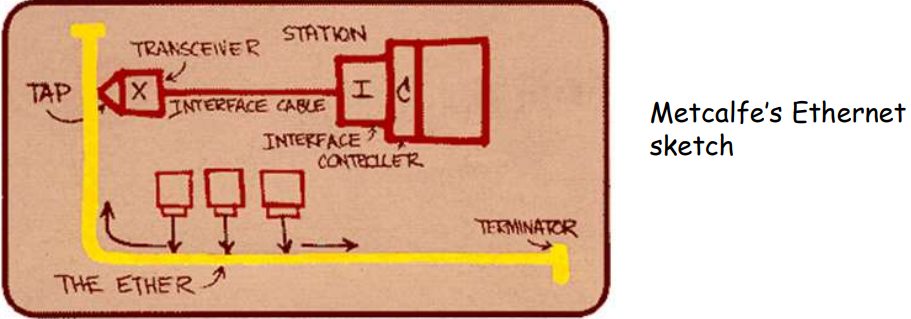 STATION
TRANSCEIVER
TAP
X
I
C
INTERFACE CABLE
INTERFACE
CONTROLLER
TERMINATOR
THE ETHER
Metcalfe's Ethernet
sketch